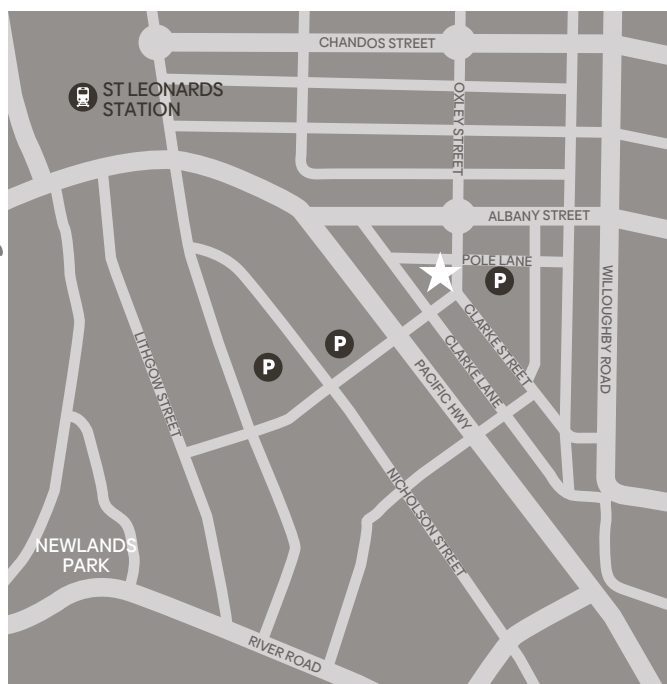 CHANDOS STREET
ST LEONARDS
STATION
OXLEY STREET
ALBANY STREET
POLE LANE
P
WILLOUGHBY ROAD
CLARKE STREET
LITHGOW STREET
P
P
CLARKE LANE
PACIFIC HWY
NICHOLSON STREET
NEWLANDS
PARK
RIVER ROAD